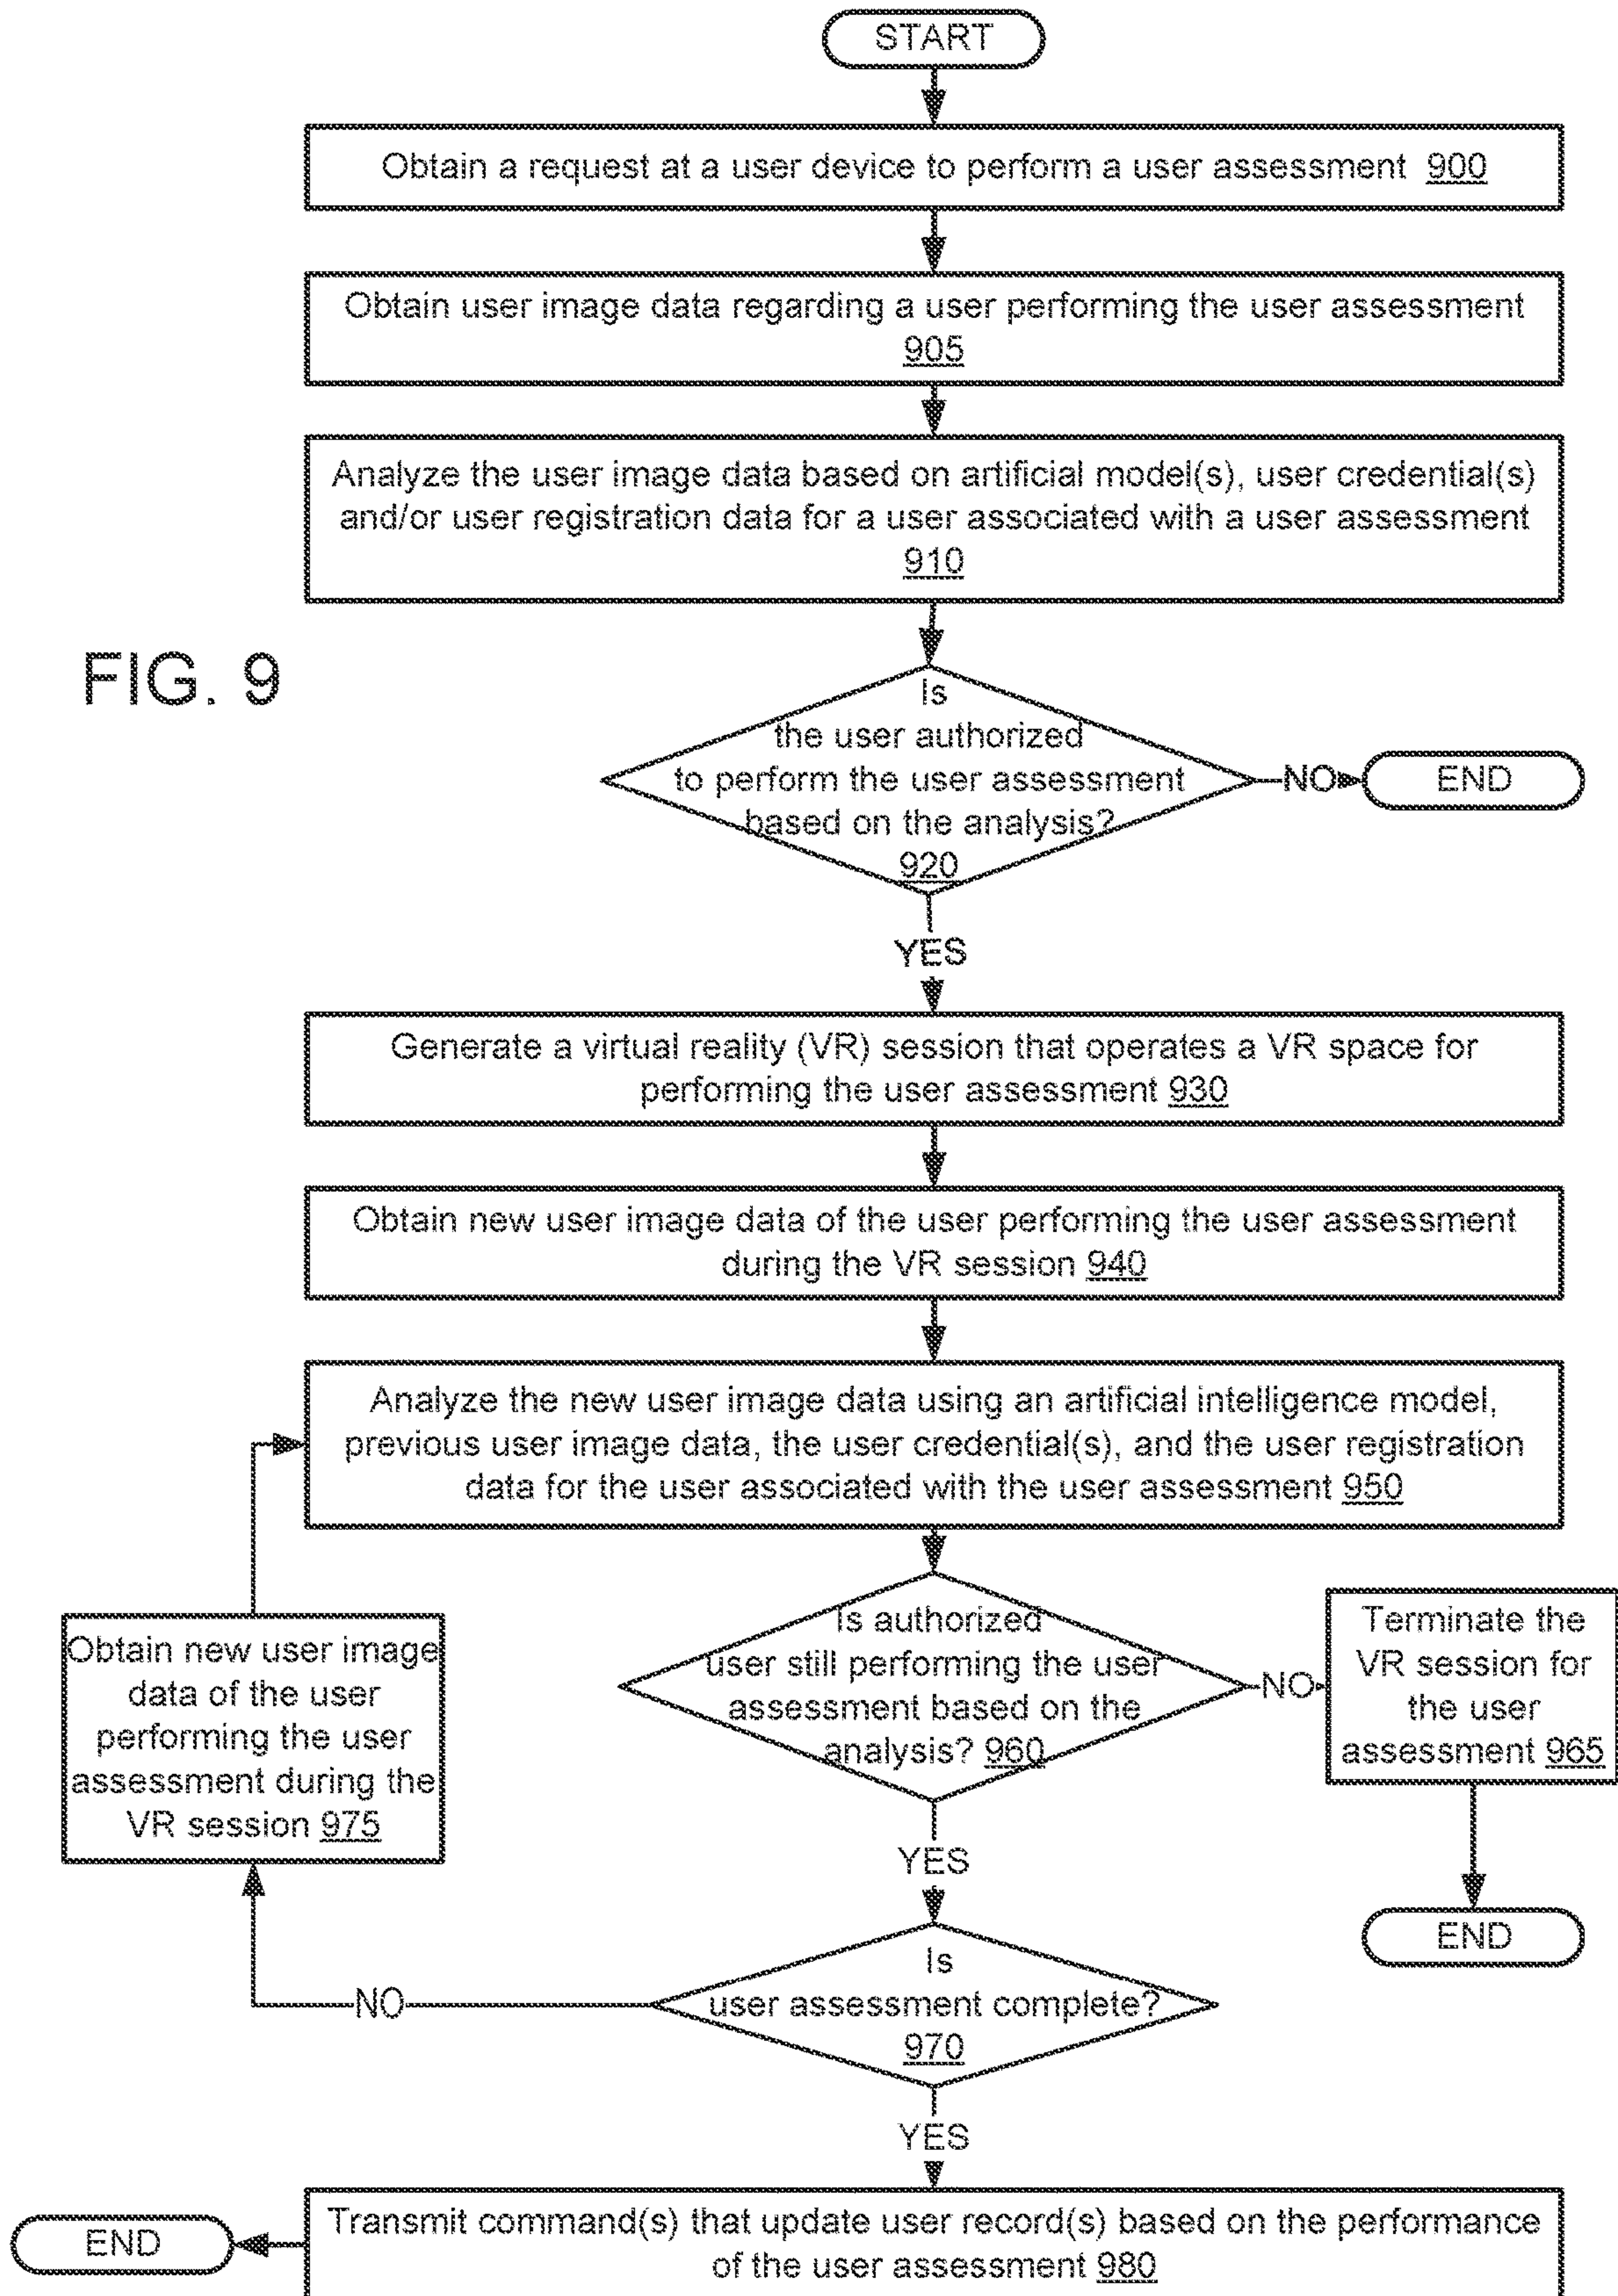 START
Obtain a request at a user device to perform a user assessment 900
Obtain user image data regarding a user performing the user assessment
905
Analyze the user image data based on artificial model(s), user credential(s)
and/or user registration data for a user associated with a user assessment
910
FIG. 9
Is
the user authorized
to perform the user assessment
based on the analysis?
920
NO
END
YES
Generate a virtual reality (VR) session that operates a VR space for
performing the user assessment 930
Obtain new user image data of the user performing the user assessment
during the VR session 940
Analyze the new user image data using an artificial intelligence model,
previous user image data, the user credential(s), and the user registration
data for the user associated with the user assessment 950
Is authorized
user still performing the user
assessment based on the
analysis? 960
NO
Terminate the
VR session for
the user
assessment 965
END
Obtain new user image
data of the user
performing the user
assessment during the
VR session 975
YES
Is
user assessment complete?
970
NO
YES
Transmit command(s) that update user record(s) based on the performance
of the user assessment 980
END